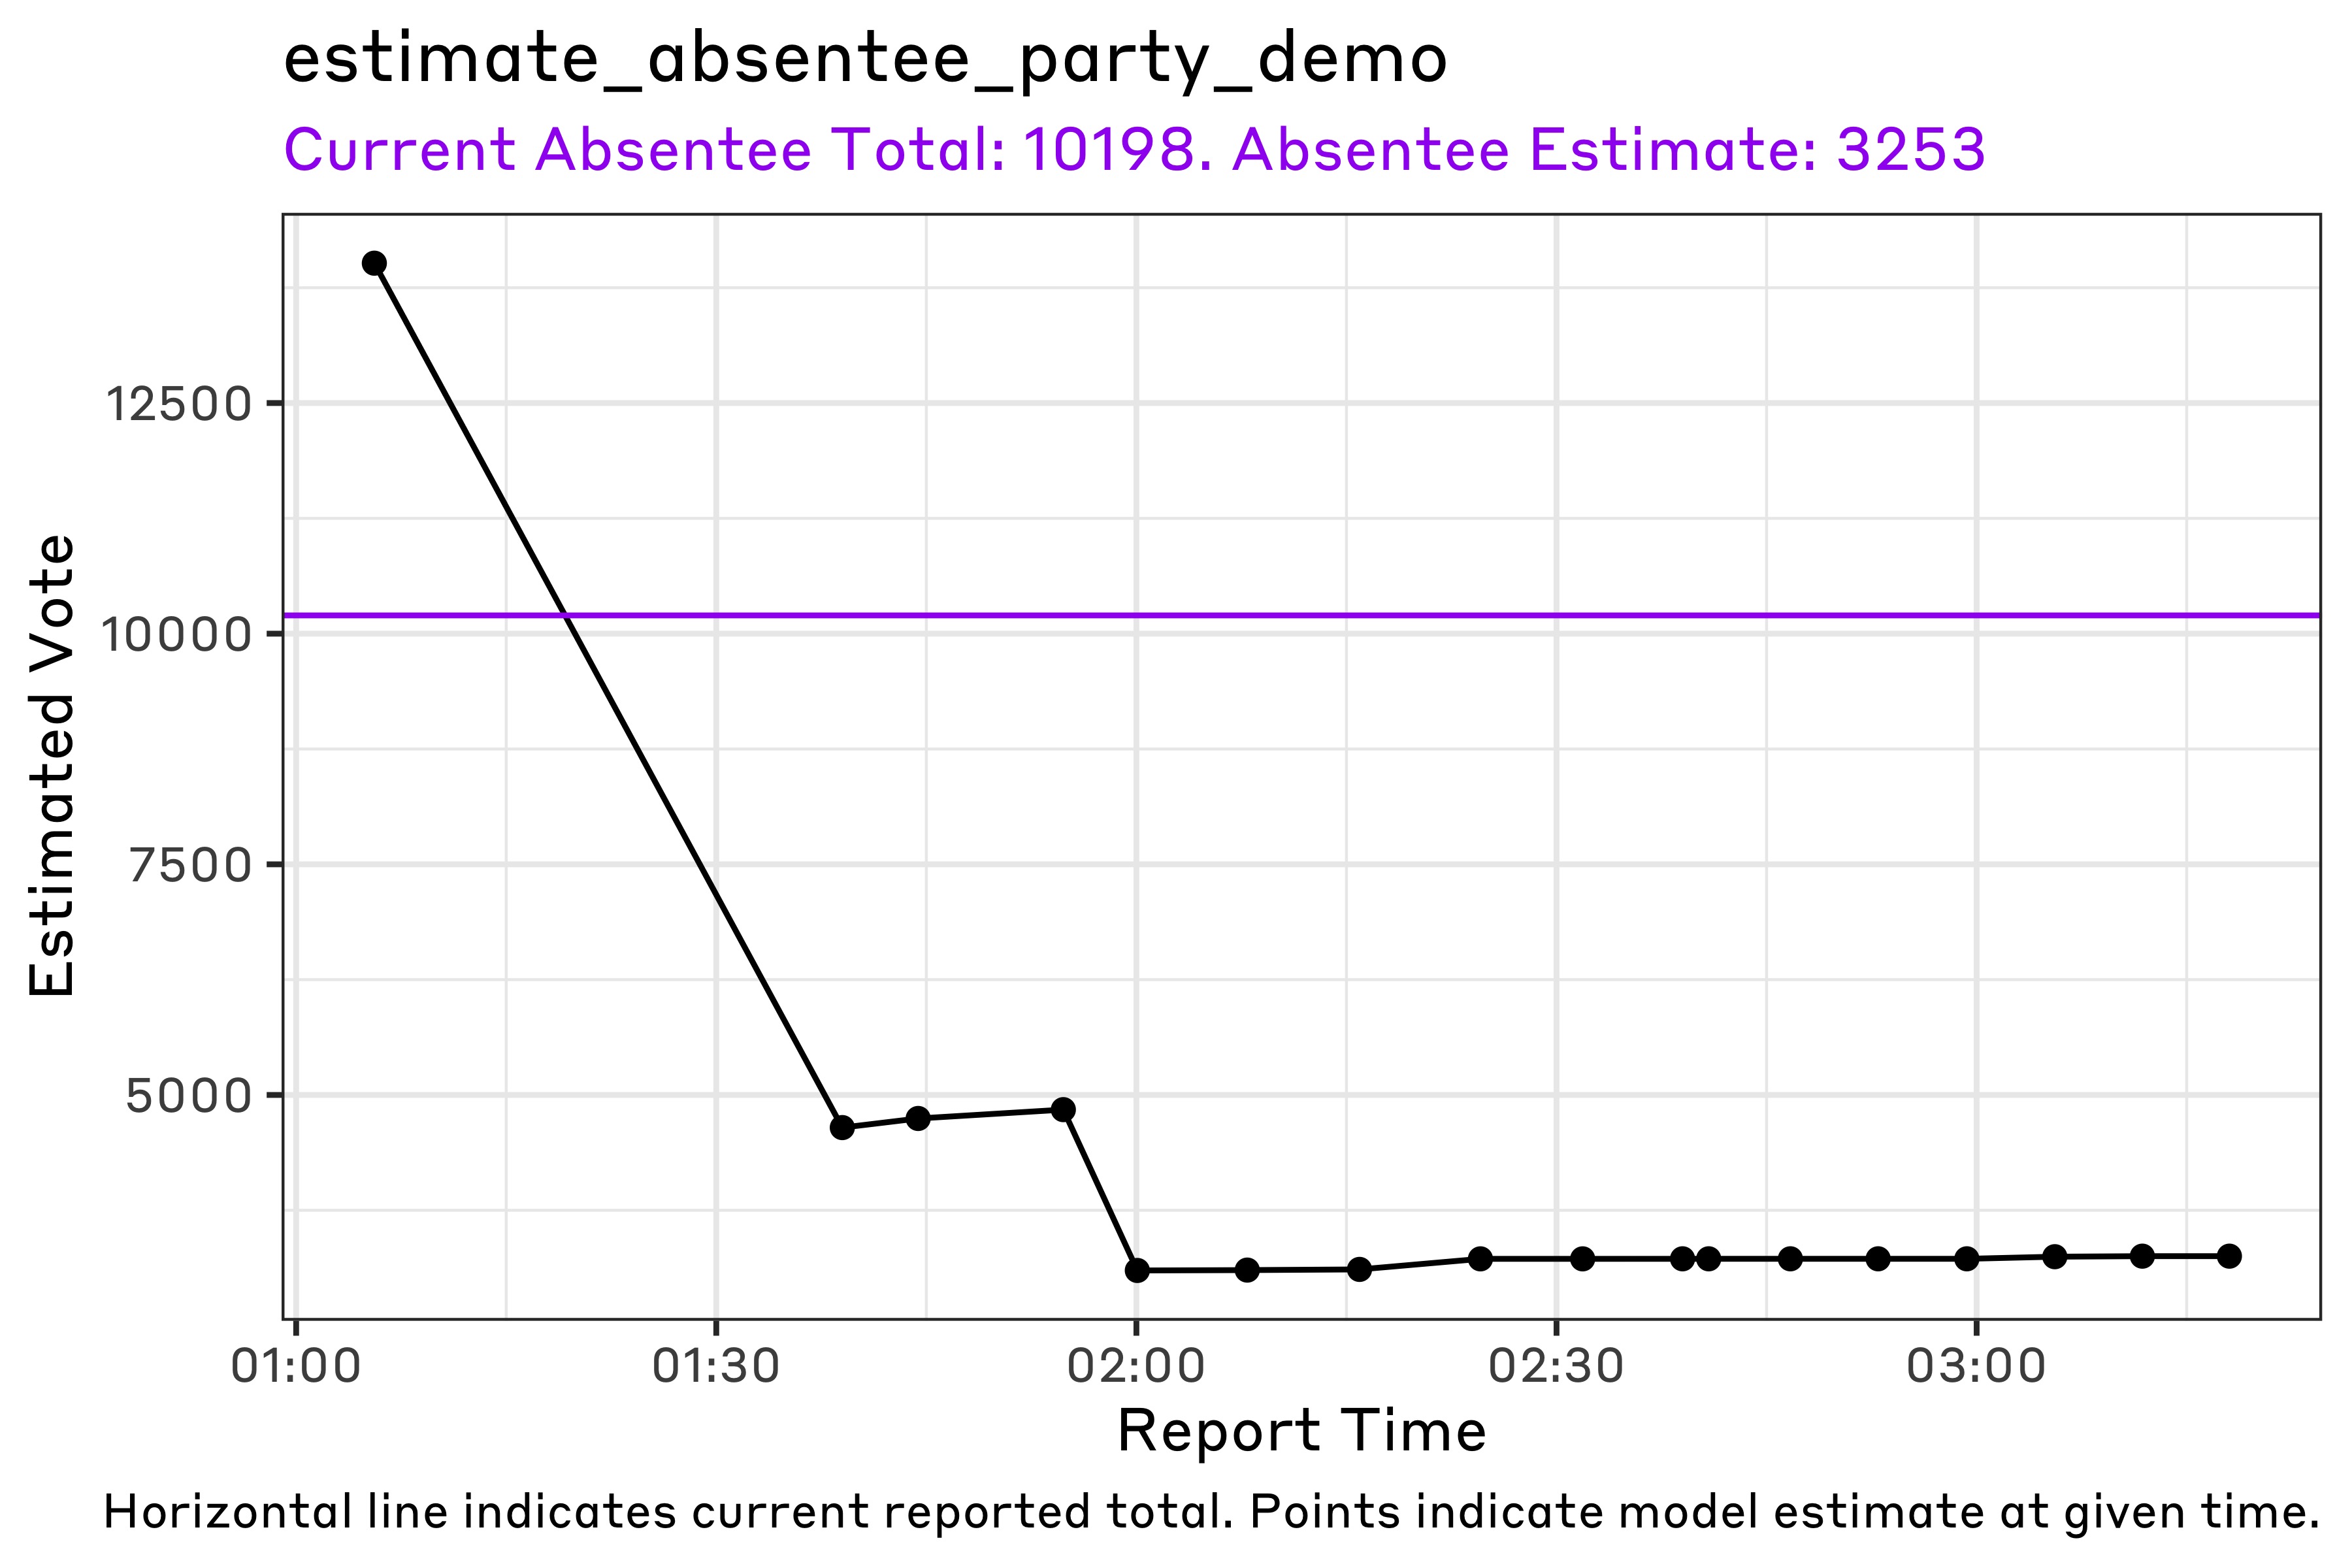 estimate_absentee_party_demo
Current Absentee Total: 10198. Absentee Estimate: 3253
Estimated Vote
12500
10000
7500
5000
01:00 01:30 02:00 02:30 03:00
Report Time
Horizontal line indicates current reported total. Points indicate model estimate at given time.